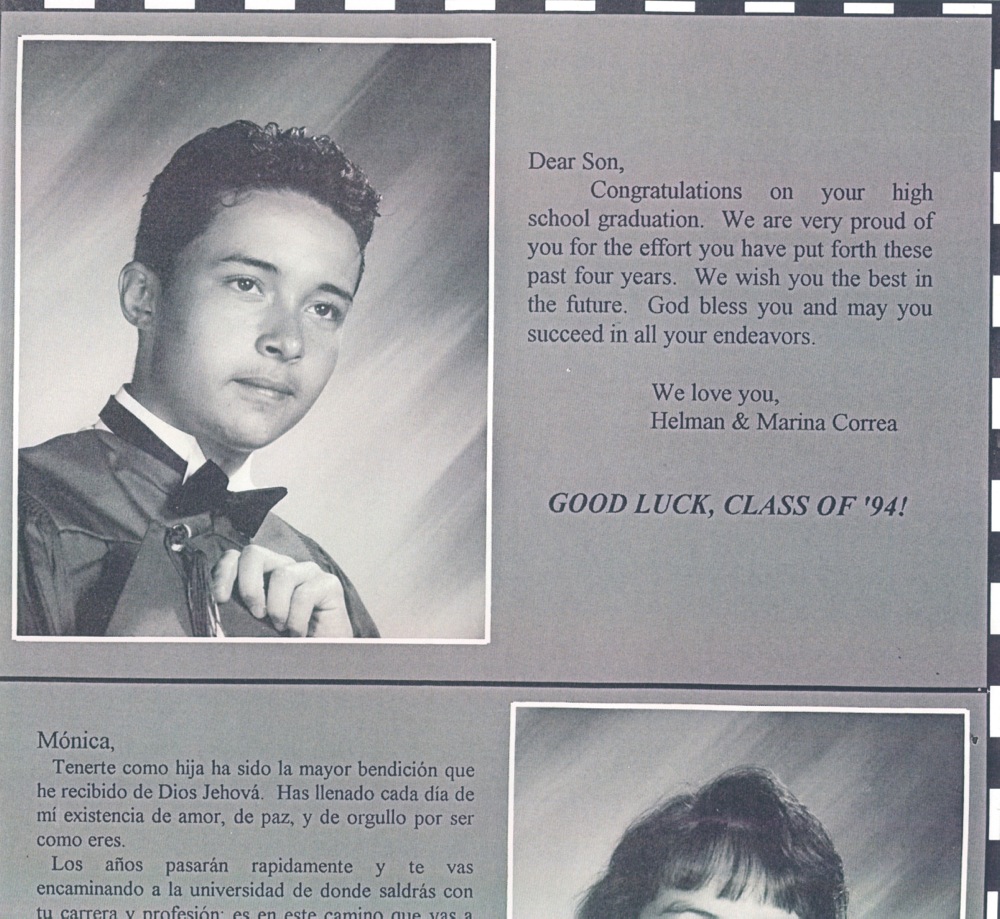 Dear Son,
Congratulations on your high
school graduation. We are very proud of
you for the effort you have put forth these
past four years. We wish you the best in
the future. God bless you and may you
succeed in all your endeavors.
We love you,
Helman & Marina Correa
GOOD LUCK, CLASS OF '94!
Mónica,
Tenerte como hija ha sido la mayor bendición que
he recibido de Dios Jehová. Has llenado cada día de
mí existencia de amor, de paz, y de orgullo por ser
como eres.
Los años pasarán rapidamente y te vas
encaminando a la universidad de donde saldrás con
tu carrera y profesión; es en este camino que vas a